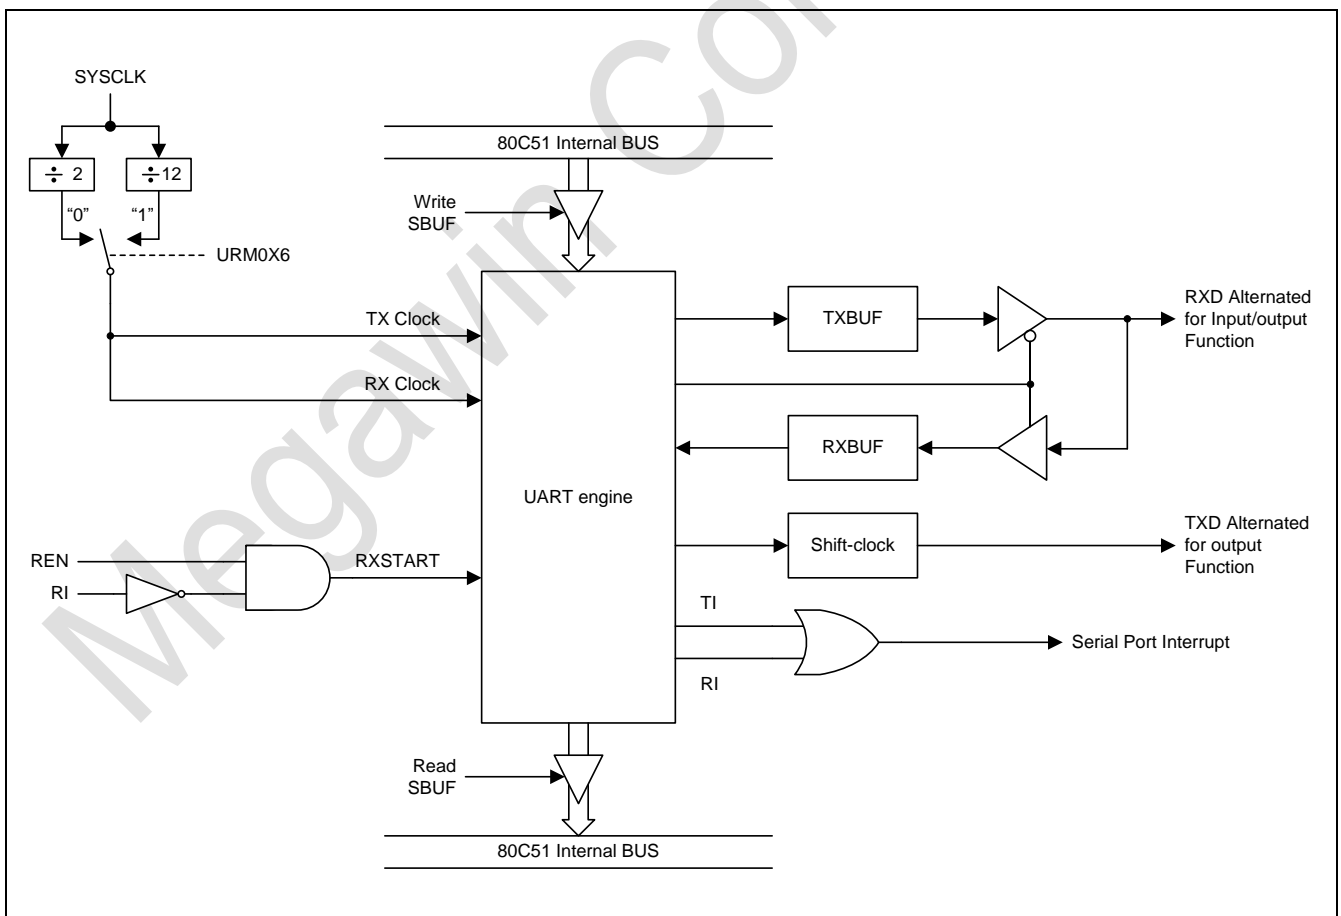 SYSCLK
÷ 2
÷12
“0”
“1”
URM0X6
80C51 Internal BUS
Write
SBUF
TX Clock
RX Clock
TXBUF
RXD Alternated
for Input/output
Function
RXBUF
UART engine
Shift-clock
TXD Alternated
for output
Function
REN
RI
RXSTART
TI
RI
Serial Port Interrupt
Read
SBUF
80C51 Internal BUS
Megawin Con